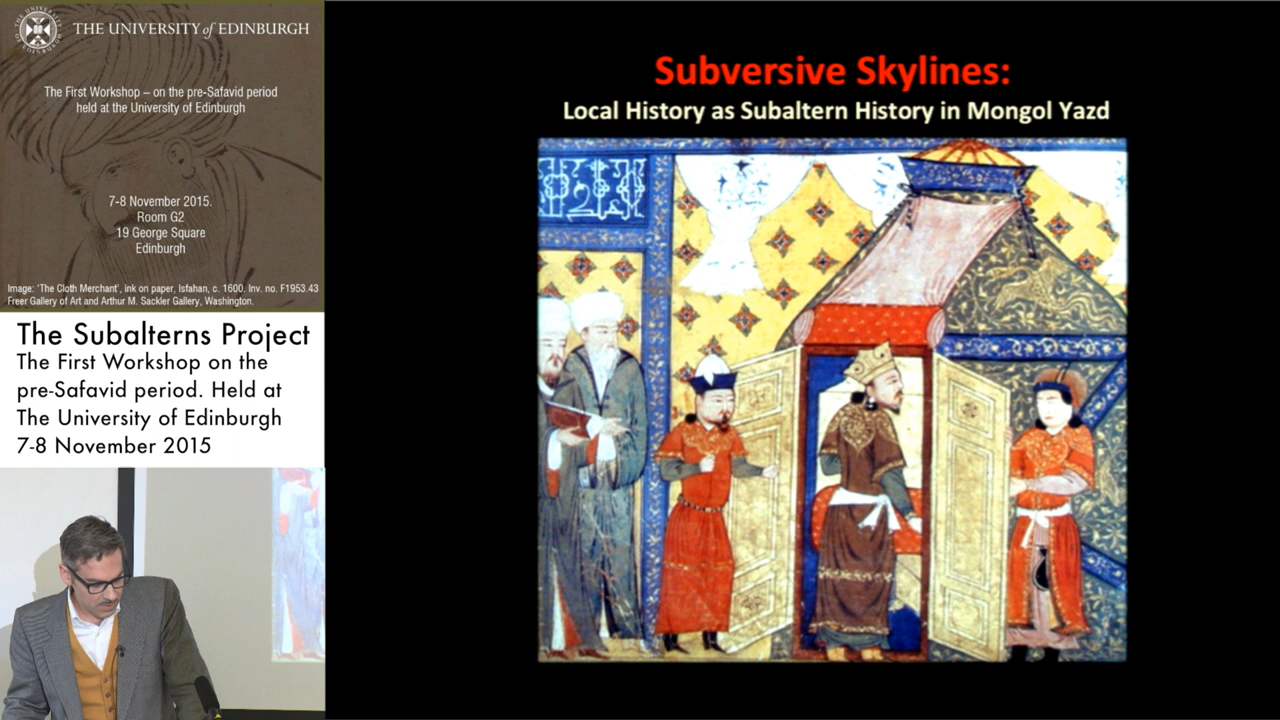 THE UNIVERSITY of EDINBURGH
The First Workshop – on the pre-Safavid period
held at the University of Edinburgh
7-8 November 2015.
Room G2
19 George Square
Edinburgh
Image: 'The Cloth Merchant', ink on paper, Isfahan, c. 1600. Inv. no. F1953.43
Freer Gallery of Art and Arthur M. Sackler Gallery, Washington.
The Subalterns Project
The First Workshop on the
pre-Safavid period. Held at
The University of Edinburgh
7-8 November 2015
Subversive Skylines:
Local History as Subaltern History in Mongol Yazd